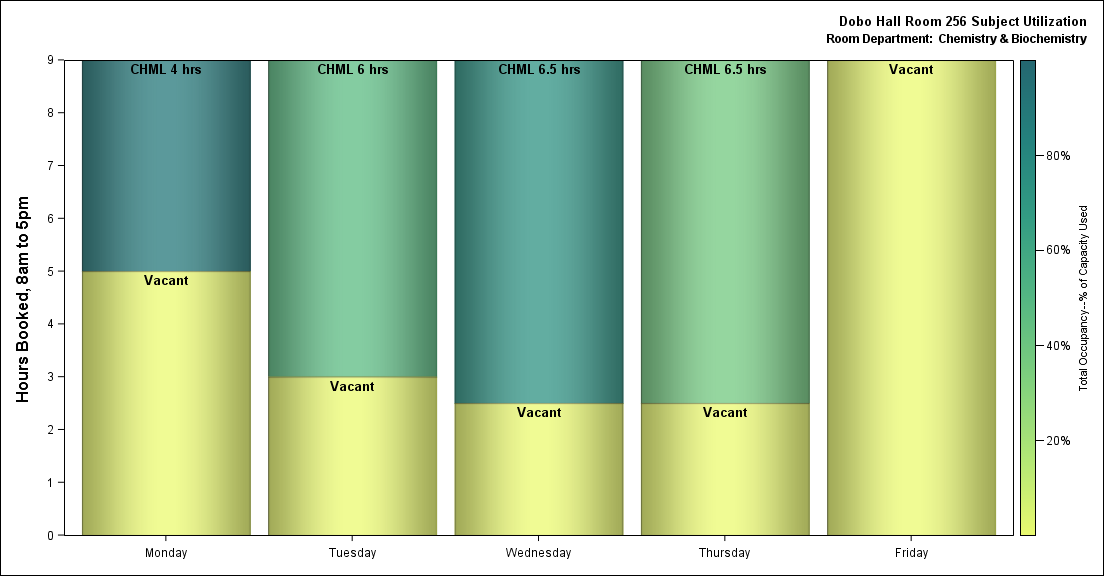 Dobo Hall Room 256 Subject Utilization
Room Department: Chemistry & Biochemistry
Hours Booked, 8am to 5pm
9
8
7
6
5
4
3
2
1
0
CHML 4 hrs
CHML 6 hrs
CHML 6.5 hrs
CHML 6.5 hrs
Vacant
Vacant
Vacant
Vacant
Vacant
Monday
Tuesday
Wednesday
Thursday
Friday
80%
60%
40%
20%
Total Occupancy--% of Capacity Used